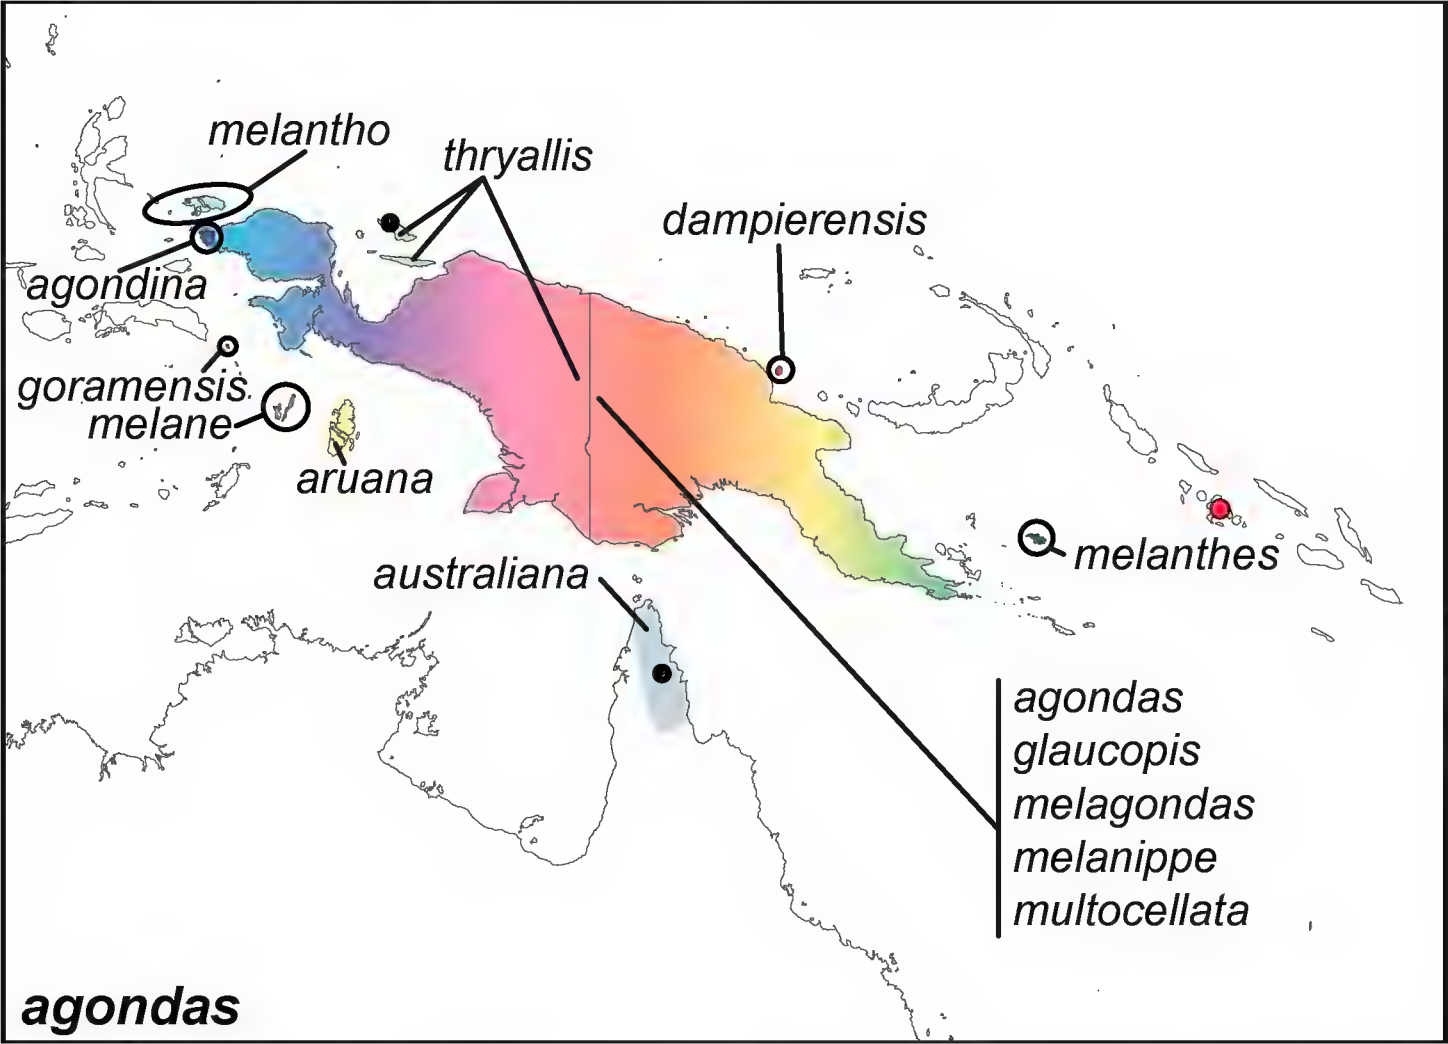 melantho
thryallis
dampierensis
agondina
goramensis
melane
aruana
australiana
melanthes
agondas
glaucopis
melagondas
melanippe
multocellata
agondas